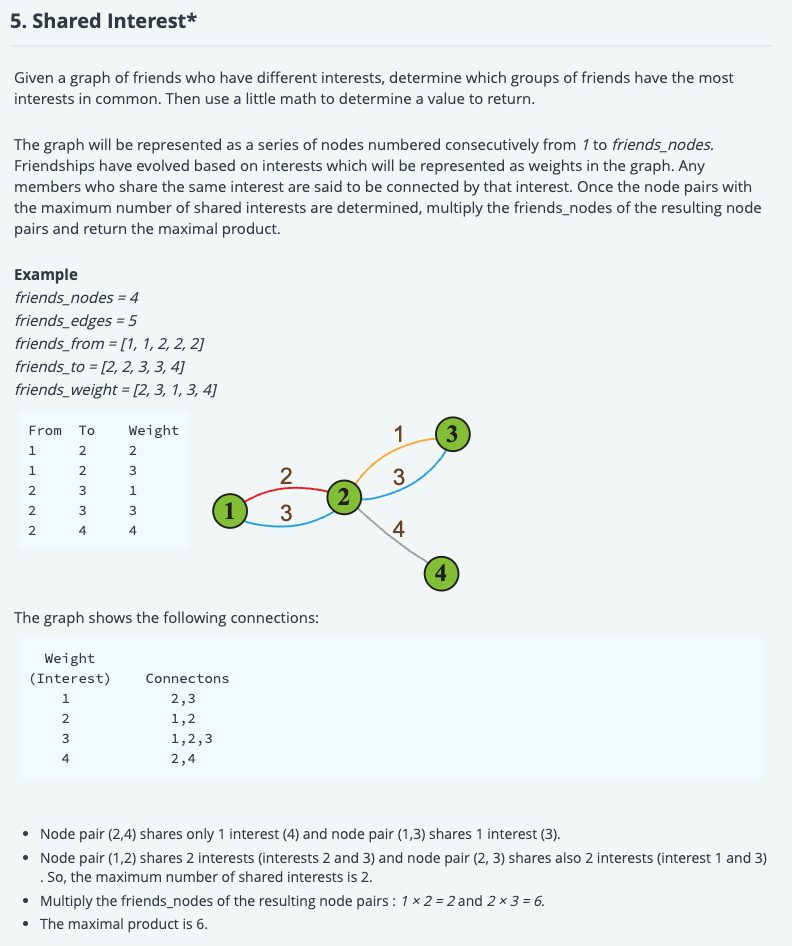 5. Shared Interest*
Given a graph of friends who have different interests, determine which groups of friends have the most
interests in common. Then use a little math to determine a value to return.
The graph will be represented as a series of nodes numbered consecutively from 1 to friends_nodes.
Friendships have evolved based on interests which will be represented as weights in the graph. Any
members who share the same interest are said to be connected by that interest. Once the node pairs with
the maximum number of shared interests are determined, multiply the friends_nodes of the resulting node
pairs and return the maximal product.
Example
friends_nodes = 4
friends_edges = 5
friends_from = [1, 1, 2, 2, 2]
friends_to = [2, 2, 3, 3, 4]
friends_weight = [2, 3, 1, 3, 4]
From To Weight
1 2 2
1 2 3
2 3 1
2 3 3
2 4 4
1
3
2
3
2
1
3
4
4
The graph shows the following connections:
Weight
(Interest) Connectons
1 2,3
2 1,2
3 1,2,3
4 2,4
• Node pair (2,4) shares only 1 interest (4) and node pair (1,3) shares 1 interest (3).
• Node pair (1,2) shares 2 interests (interests 2 and 3) and node pair (2, 3) shares also 2 interests (interest 1 and 3)
. So, the maximum number of shared interests is 2.
• Multiply the friends_nodes of the resulting node pairs : 1 × 2 = 2 and 2 × 3 = 6.
• The maximal product is 6.